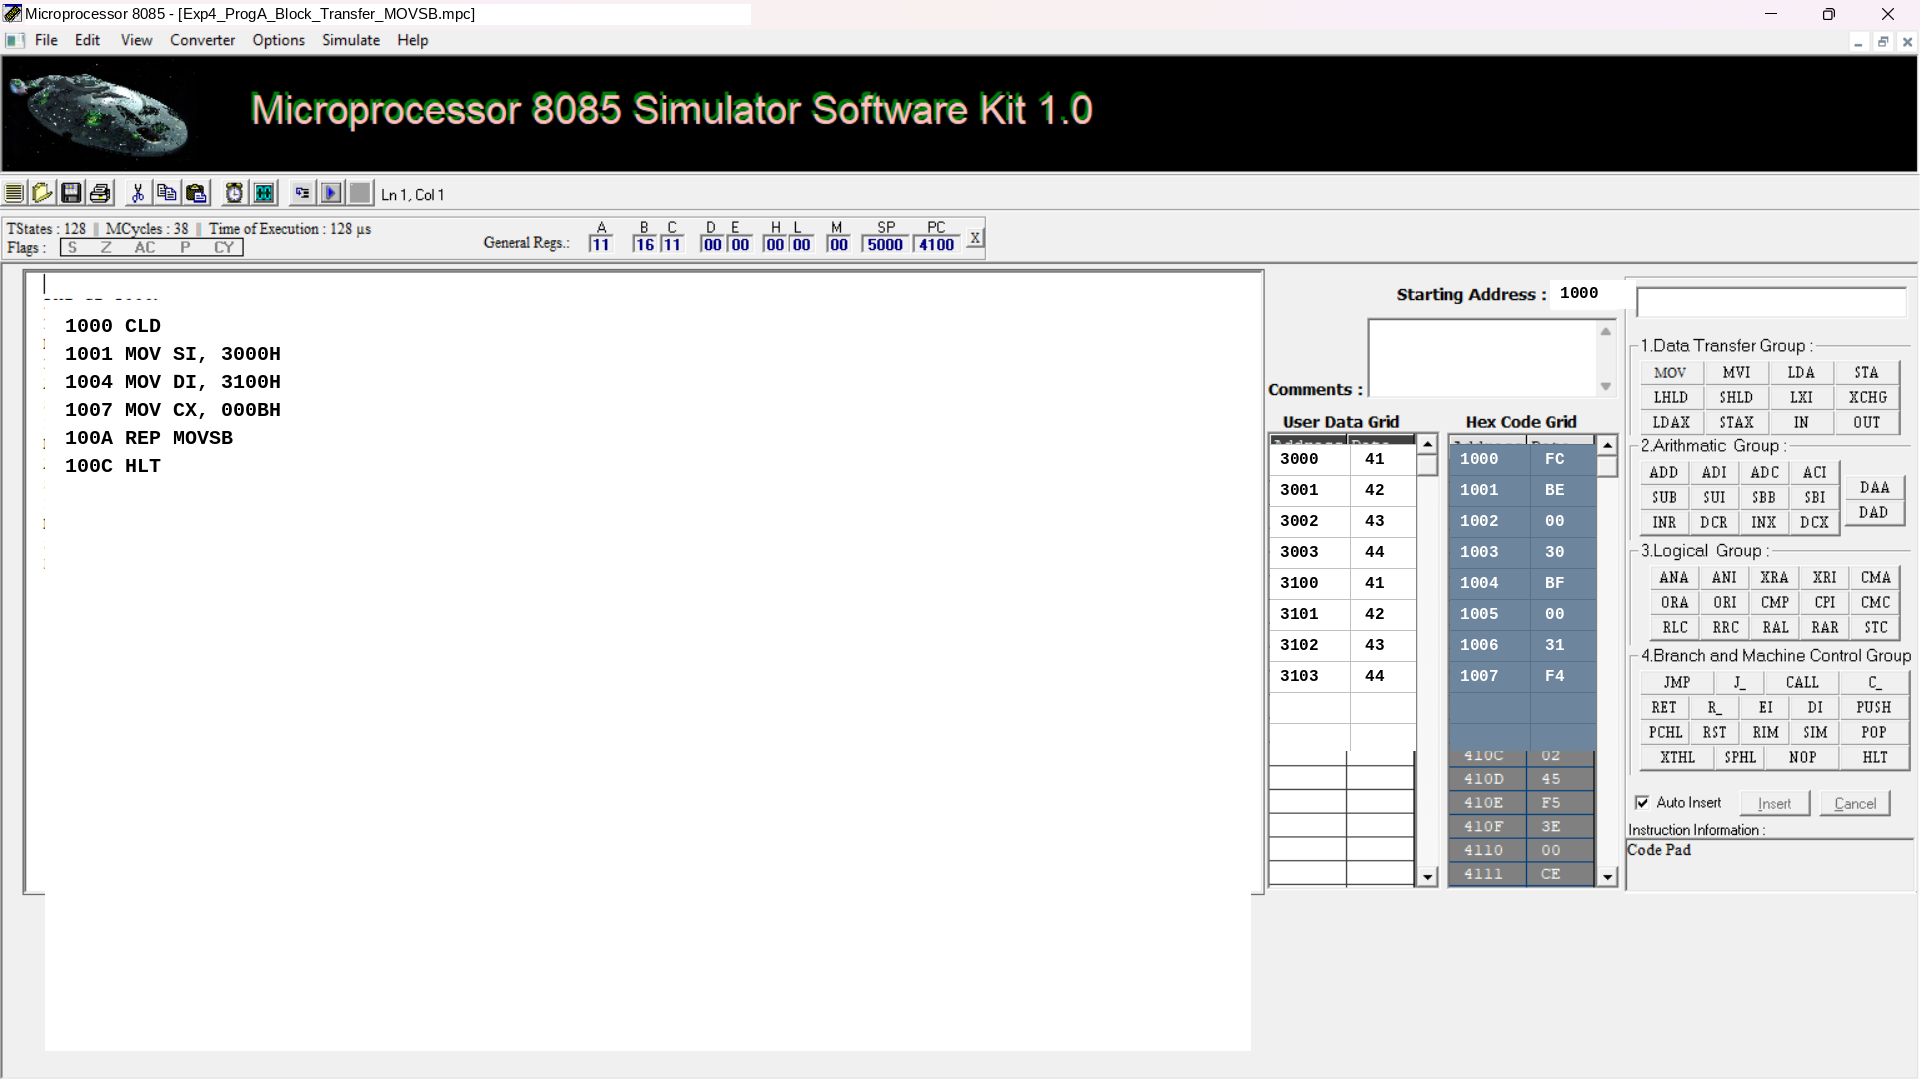 Microprocessor 8085 - [Exp4_ProgA_Block_Transfer_MOVSB.mpc]
File Edit View Converter Options Simulate Help
Microprocessor 8085 Simulator Software Kit 1.0
Ln 1, Col 1
TStates : 128 MCycles : 38 Time of Execution : 128 µs
Flags : S Z AC P CY
General Regs.:
A B C D E H L M SP PC
11 16 11 00 00 00 00 00 5000 4100 X
1000 CLD
1001 MOV SI, 3000H
1004 MOV DI, 3100H
1007 MOV CX, 000BH
100A REP MOVSB
100C HLT
Starting Address : 1000
Comments :
User Data Grid
3000 41
3001 42
3002 43
3003 44
3100 41
3101 42
3102 43
3103 44
Hex Code Grid
1000 FC
1001 BE
1002 00
1003 30
1004 BF
1005 00
1006 31
1007 F4
410C 02
410D 45
410E F5
410F 3E
4110 00
4111 CE
1.Data Transfer Group :
MOV MVI LDA STA
LHLD SHLD LXI XCHG
LDAX STAX IN OUT
2.Arithmatic Group :
ADD ADI ADC ACI
SUB SUI SBB SBI
INR DCR INX DCX
DAA
DAD
3.Logical Group :
ANA ANI XRA XRI CMA
ORA ORI CMP CPI CMC
RLC RRC RAL RAR STC
4.Branch and Machine Control Group
JMP J_ CALL C_
RET R_ EI DI PUSH
PCHL RST RIM SIM POP
XTHL SPHL NOP HLT
Auto Insert Insert Cancel
Instruction Information :
Code Pad